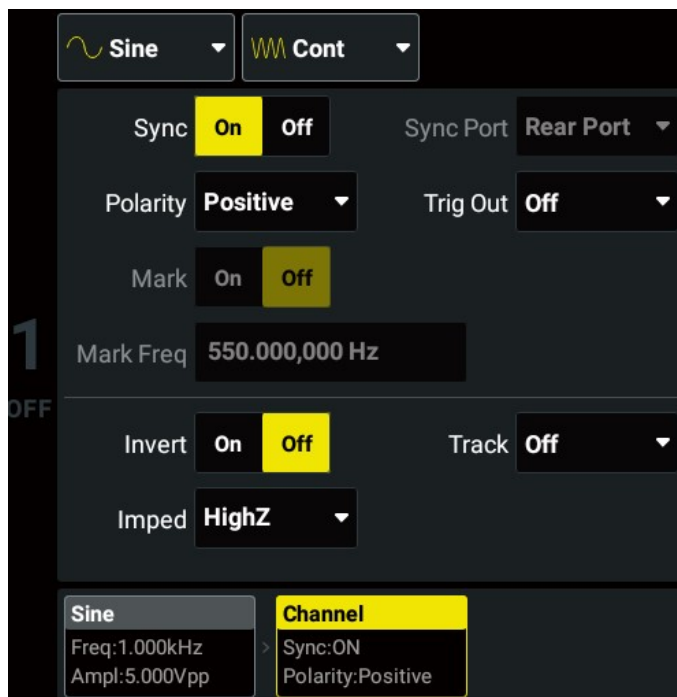 Sine Cont
Sync On Off Sync Port Rear Port
Polarity Positive Trig Out Off
Mark On Off
1
Mark Freq 550.000,000 Hz
OFF
Invert On Off Track Off
Imped HighZ
Sine Channel
Freq:1.000kHz > Sync:ON
Ampl:5.000Vpp Polarity:Positive